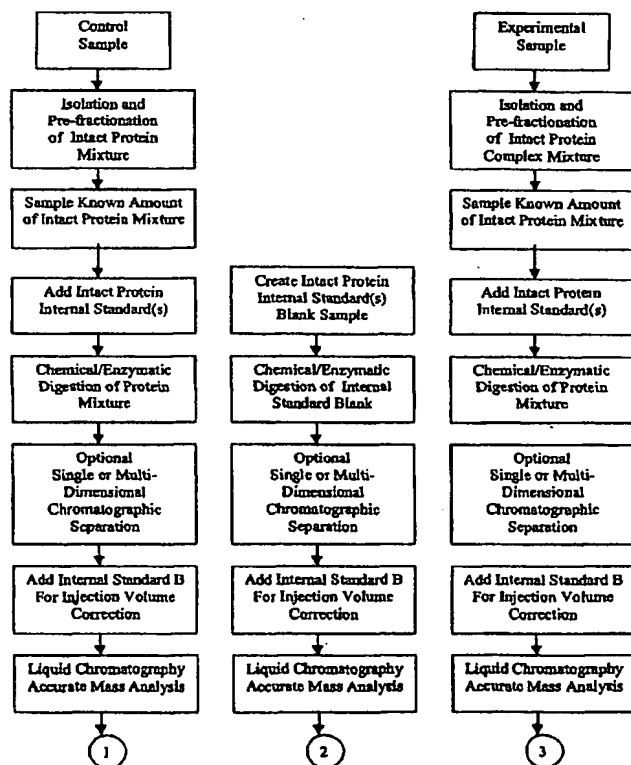 Control
Sample
Isolation and
Pre-fractionation
of Intact Protein
Mixture
Sample Known Amount
of Intact Protein Mixture
Add Intact Protein
Internal Standard(s)
Chemical/Enzymatic
Digestion of Protein
Mixture
Optional
Single or Multi-
Dimensional
Chromatographic
Separation
Add Internal Standard B
For Injection Volume
Correction
Liquid Chromatography
Accurate Mass Analysis
1
Create Intact Protein
Internal Standard(s)
Blank Sample
Chemical/Enzymatic
Digestion of Internal
Standard Blank
Optional
Single or Multi-
Dimensional
Chromatographic
Separation
Add Internal Standard B
For Injection Volume
Correction
Liquid Chromatography
Accurate Mass Analysis
2
Experimental
Sample
Isolation and
Pre-fractionation
of Intact Protein
Complex Mixture
Sample Known Amount
of Intact Protein Mixture
Add Intact Protein
Internal Standard(s)
Chemical/Enzymatic
Digestion of Protein
Mixture
Optional
Single or Multi-
Dimensional
Chromatographic
Separation
Add Internal Standard B
For Injection Volume
Correction
Liquid Chromatography
Accurate Mass Analysis
3